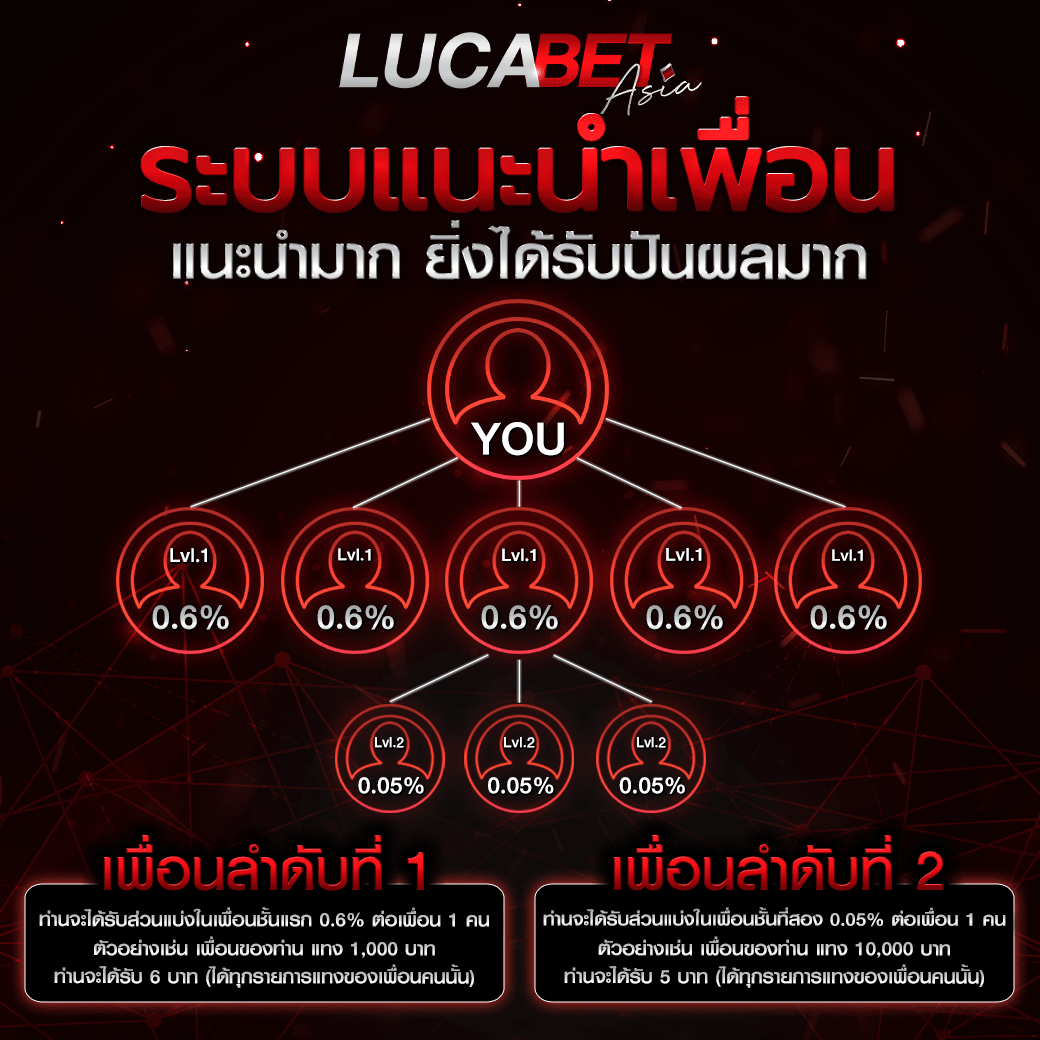 LUCABET
Asia
ระบบแนะนำเพื่อน
แนะนำมาก ยิ่งได้รับปันผลมาก
YOU
Lvl.1 Lvl.1 Lvl.1 Lvl.1 Lvl.1
0.6% 0.6% 0.6% 0.6% 0.6%
Lvl.2 Lvl.2 Lvl.2
0.05% 0.05% 0.05%
เพื่อนลำดับที่ 1
ท่านจะได้รับส่วนแบ่งในเพื่อนชั้นแรก 0.6% ต่อเพื่อน 1 คน
ตัวอย่างเช่น เพื่อนของท่าน แทง 1,000 บาท
ท่านจะได้รับ 6 บาท (ได้ทุกรายการแทงของเพื่อนคนนั้น)
เพื่อนลำดับที่ 2
ท่านจะได้รับส่วนแบ่งในเพื่อนชั้นที่สอง 0.05% ต่อเพื่อน 1 คน
ตัวอย่างเช่น เพื่อนของท่าน แทง 10,000 บาท
ท่านจะได้รับ 5 บาท (ได้ทุกรายการแทงของเพื่อนคนนั้น)